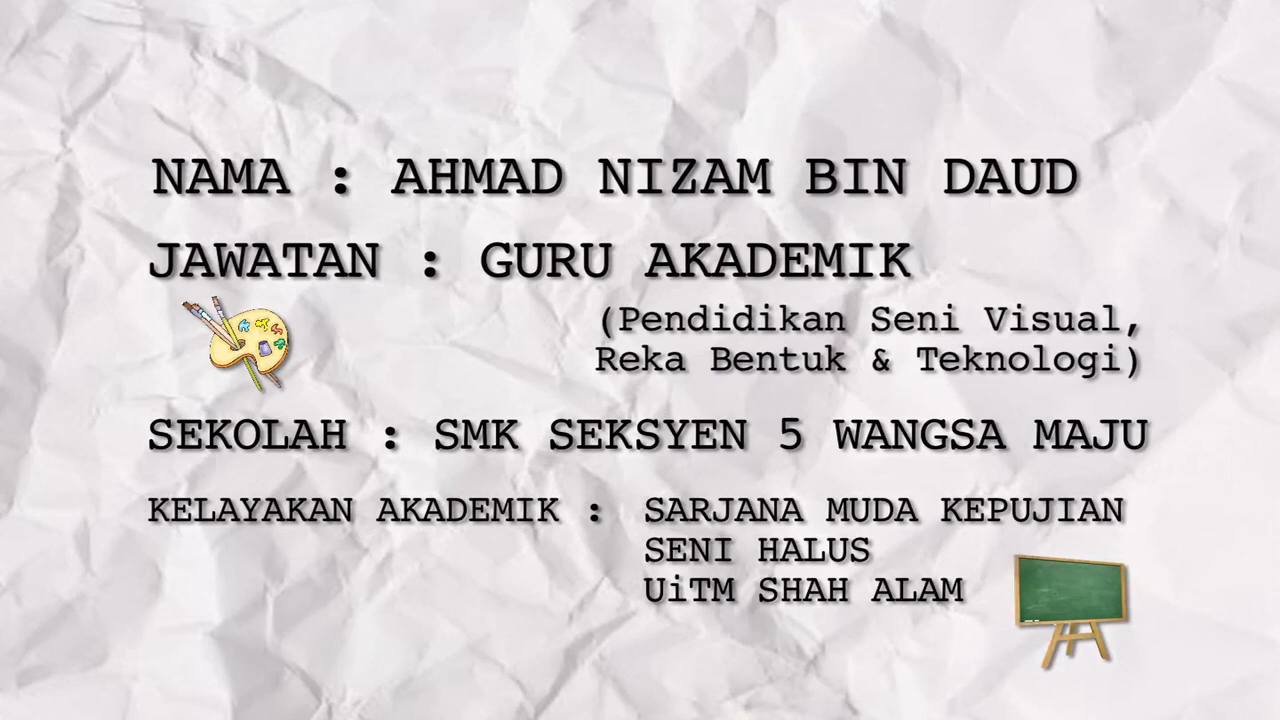 NAMA : AHMAD NIZAM BIN DAUD
JAWATAN : GURU AKADEMIK
(Pendidikan Seni Visual,
Reka Bentuk & Teknologi)
SEKOLAH : SMK SEKSYEN 5 WANGSA MAJU
KELAYAKAN AKADEMIK : SARJANA MUDA KEPUJIAN
SENI HALUS
UiTM SHAH ALAM